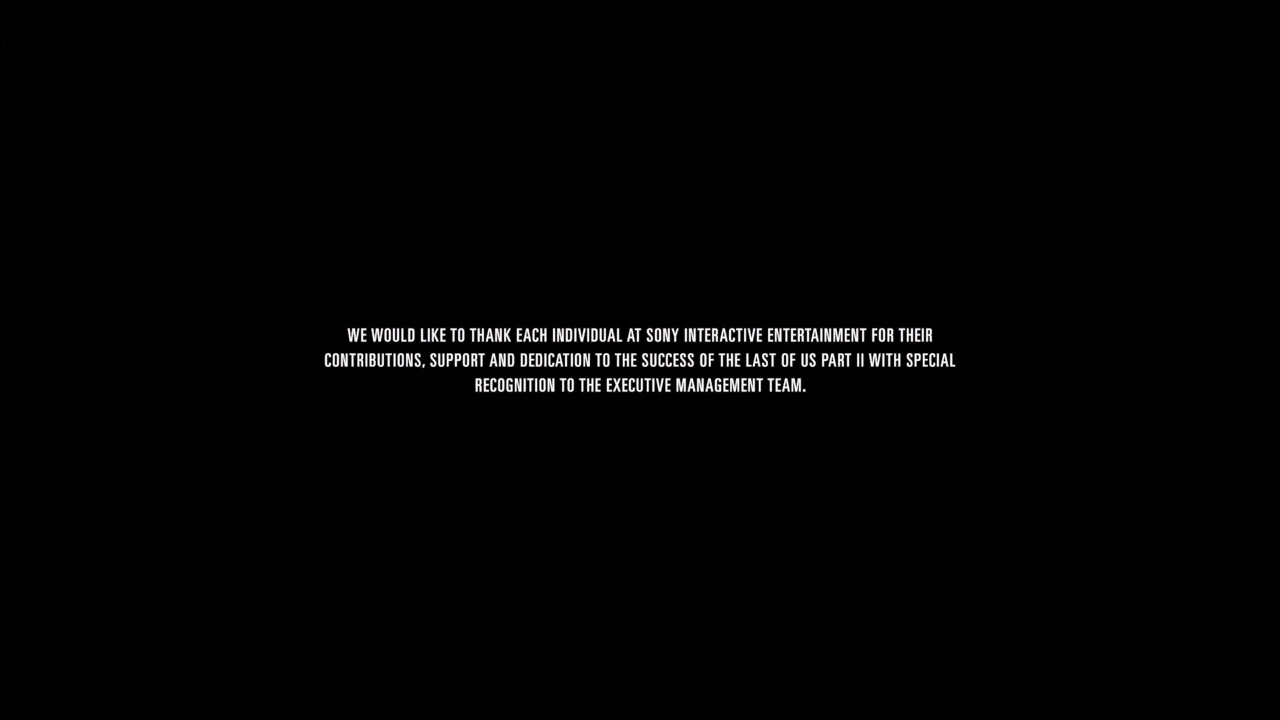 WE WOULD LIKE TO THANK EACH INDIVIDUAL AT SONY INTERACTIVE ENTERTAINMENT FOR THEIR
CONTRIBUTIONS, SUPPORT AND DEDICATION TO THE SUCCESS OF THE LAST OF US PART II WITH SPECIAL
RECOGNITION TO THE EXECUTIVE MANAGEMENT TEAM.